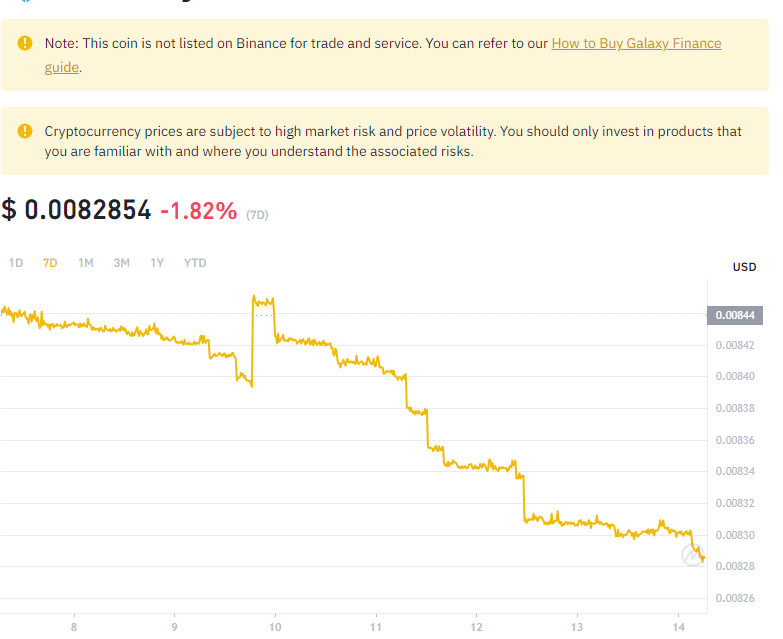 Note: This coin is not listed on Binance for trade and service. You can refer to our How to Buy Galaxy Finance
guide.
Cryptocurrency prices are subject to high market risk and price volatility. You should only invest in products that
you are familiar with and where you understand the associated risks.
$ 0.0082854 -1.82% (7D)
1D 7D 1M 3M 1Y YTD
USD
0.00844
0.00842
0.00840
0.00838
0.00836
0.00834
0.00832
0.00830
0.00828
0.00826
8 9 10 11 12 13 14